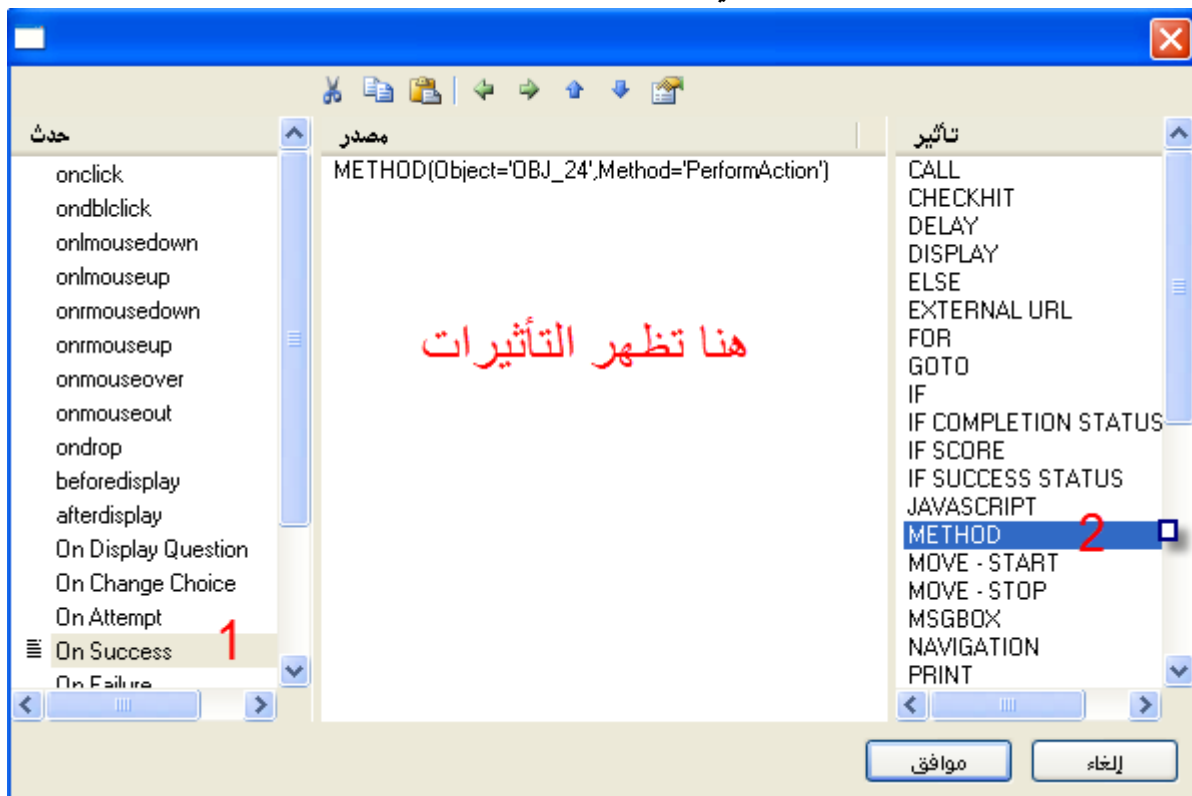 حدث
onclick
ondblclick
onlmousedown
onlmouseup
onrmousedown
onrmouseup
onmouseover
onmouseout
ondrop
beforedisplay
afterdisplay
On Display Question
On Change Choice
On Attempt
On Success 1
On Failure
مصدر
METHOD(Object='OBJ_24',Method='PerformAction')
هنا تظهر التأثيرات
تأثير
CALL
CHECKHIT
DELAY
DISPLAY
ELSE
EXTERNAL URL
FOR
GOTO
IF
IF COMPLETION STATUS
IF SCORE
IF SUCCESS STATUS
JAVASCRIPT
METHOD 2
MOVE - START
MOVE - STOP
MSGBOX
NAVIGATION
PRINT
موافق
إلغاء